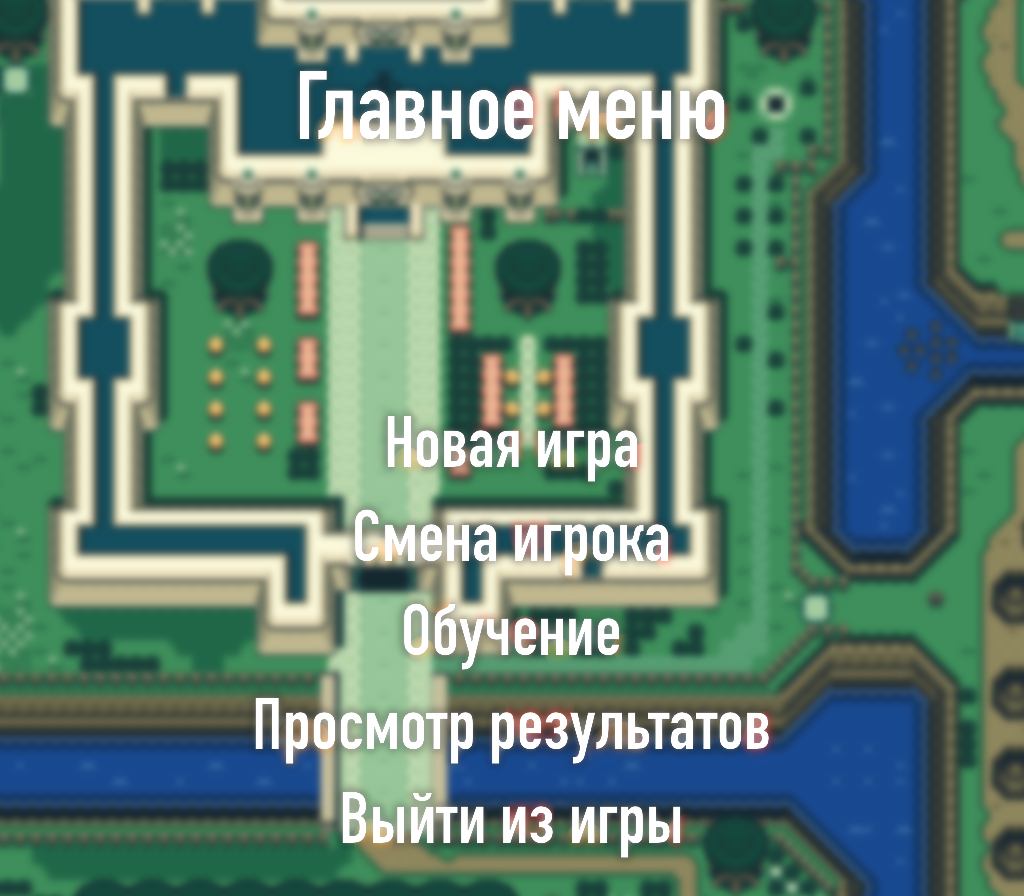 Главное меню
Новая игра
Смена игрока
Обучение
Просмотр результатов
Выйти из игры